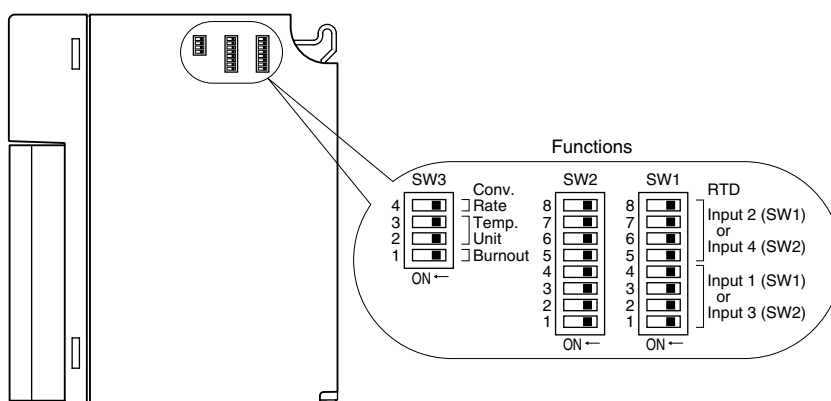 Functions
SW3
Conv.
4 Rate
3 Temp.
2 Unit
1 Burnout
ON ←
SW2
8
7
6
5
4
3
2
1
ON ←
SW1
8
7
6
5
4
3
2
1
ON ←
RTD
Input 2 (SW1)
or
Input 4 (SW2)
Input 1 (SW1)
or
Input 3 (SW2)